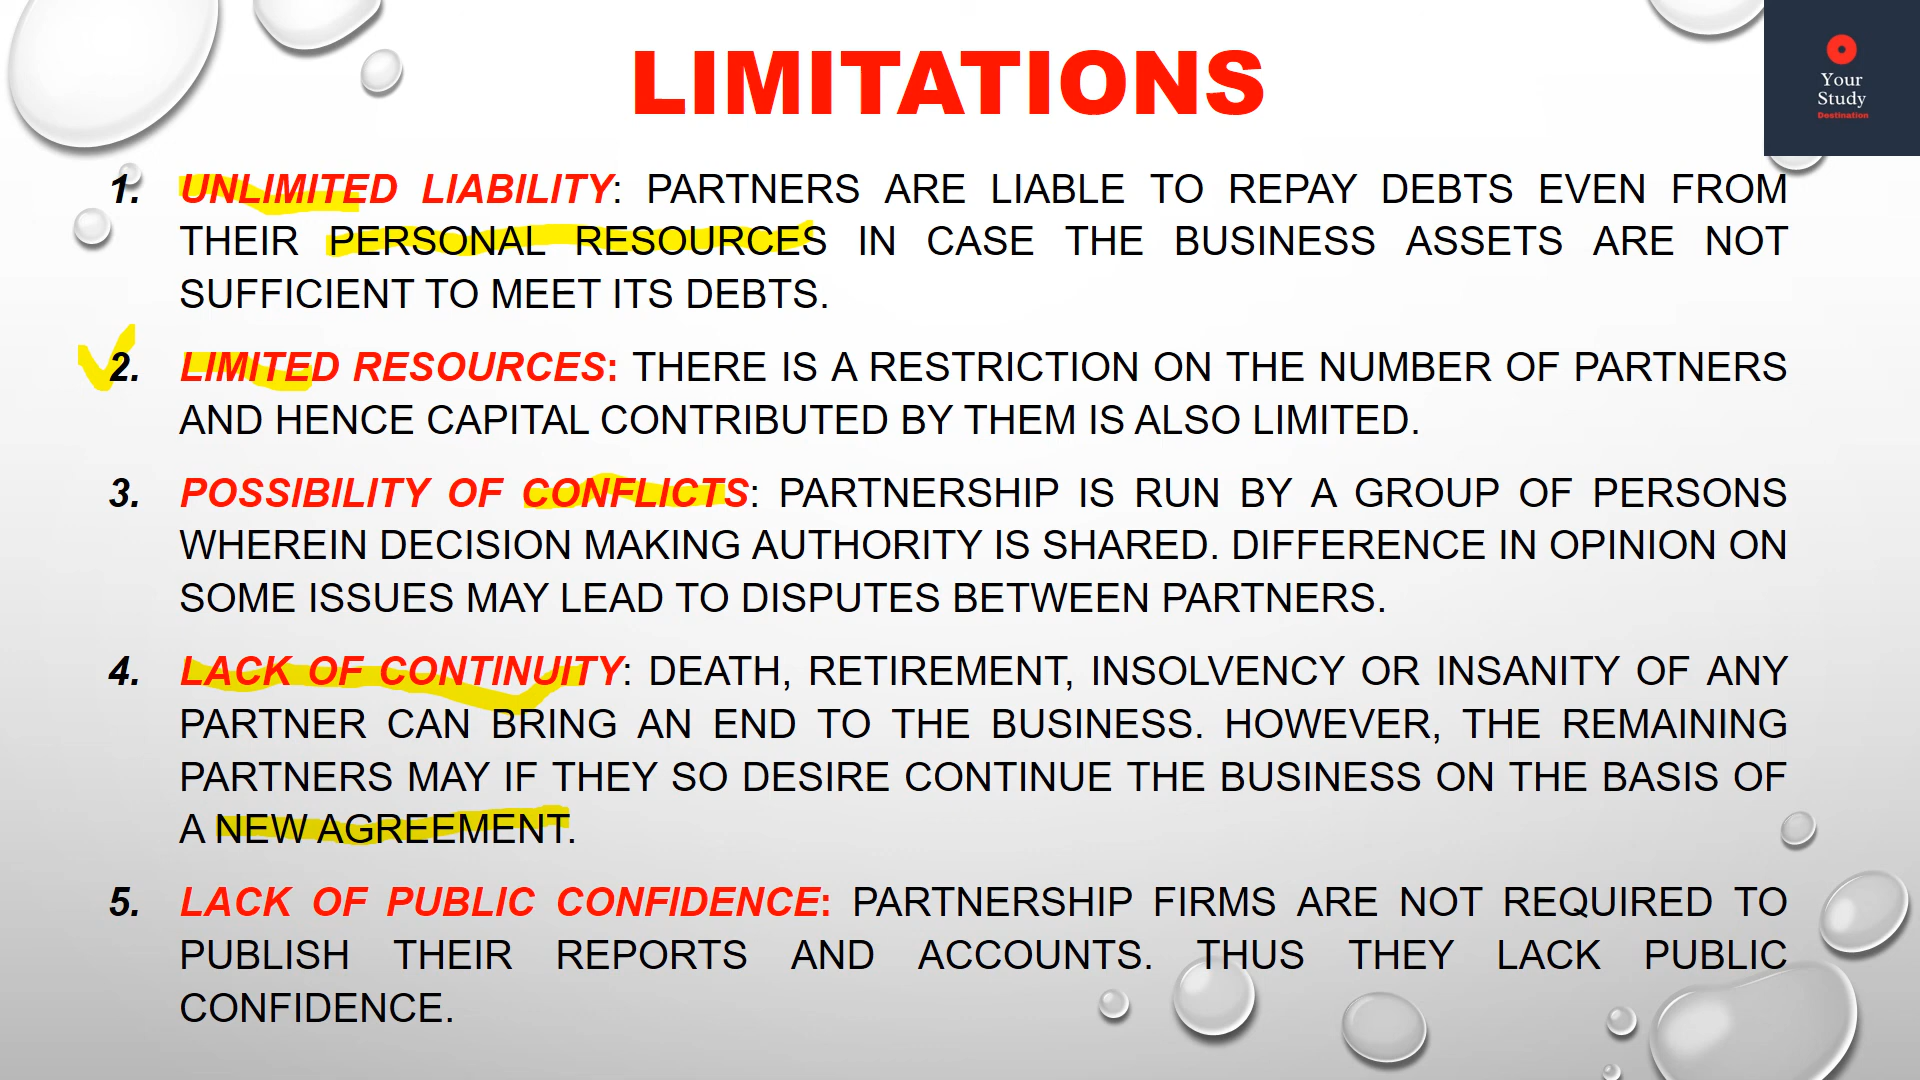 LIMITATIONS
Your
Study
Destination
1. UNLIMITED LIABILITY: PARTNERS ARE LIABLE TO REPAY DEBTS EVEN FROM
THEIR PERSONAL RESOURCES IN CASE THE BUSINESS ASSETS ARE NOT
SUFFICIENT TO MEET ITS DEBTS.
2. LIMITED RESOURCES: THERE IS A RESTRICTION ON THE NUMBER OF PARTNERS
AND HENCE CAPITAL CONTRIBUTED BY THEM IS ALSO LIMITED.
3. POSSIBILITY OF CONFLICTS: PARTNERSHIP IS RUN BY A GROUP OF PERSONS
WHEREIN DECISION MAKING AUTHORITY IS SHARED. DIFFERENCE IN OPINION ON
SOME ISSUES MAY LEAD TO DISPUTES BETWEEN PARTNERS.
4. LACK OF CONTINUITY: DEATH, RETIREMENT, INSOLVENCY OR INSANITY OF ANY
PARTNER CAN BRING AN END TO THE BUSINESS. HOWEVER, THE REMAINING
PARTNERS MAY IF THEY SO DESIRE CONTINUE THE BUSINESS ON THE BASIS OF
A NEW AGREEMENT.
5. LACK OF PUBLIC CONFIDENCE: PARTNERSHIP FIRMS ARE NOT REQUIRED TO
PUBLISH THEIR REPORTS AND ACCOUNTS. THUS THEY LACK PUBLIC
CONFIDENCE.